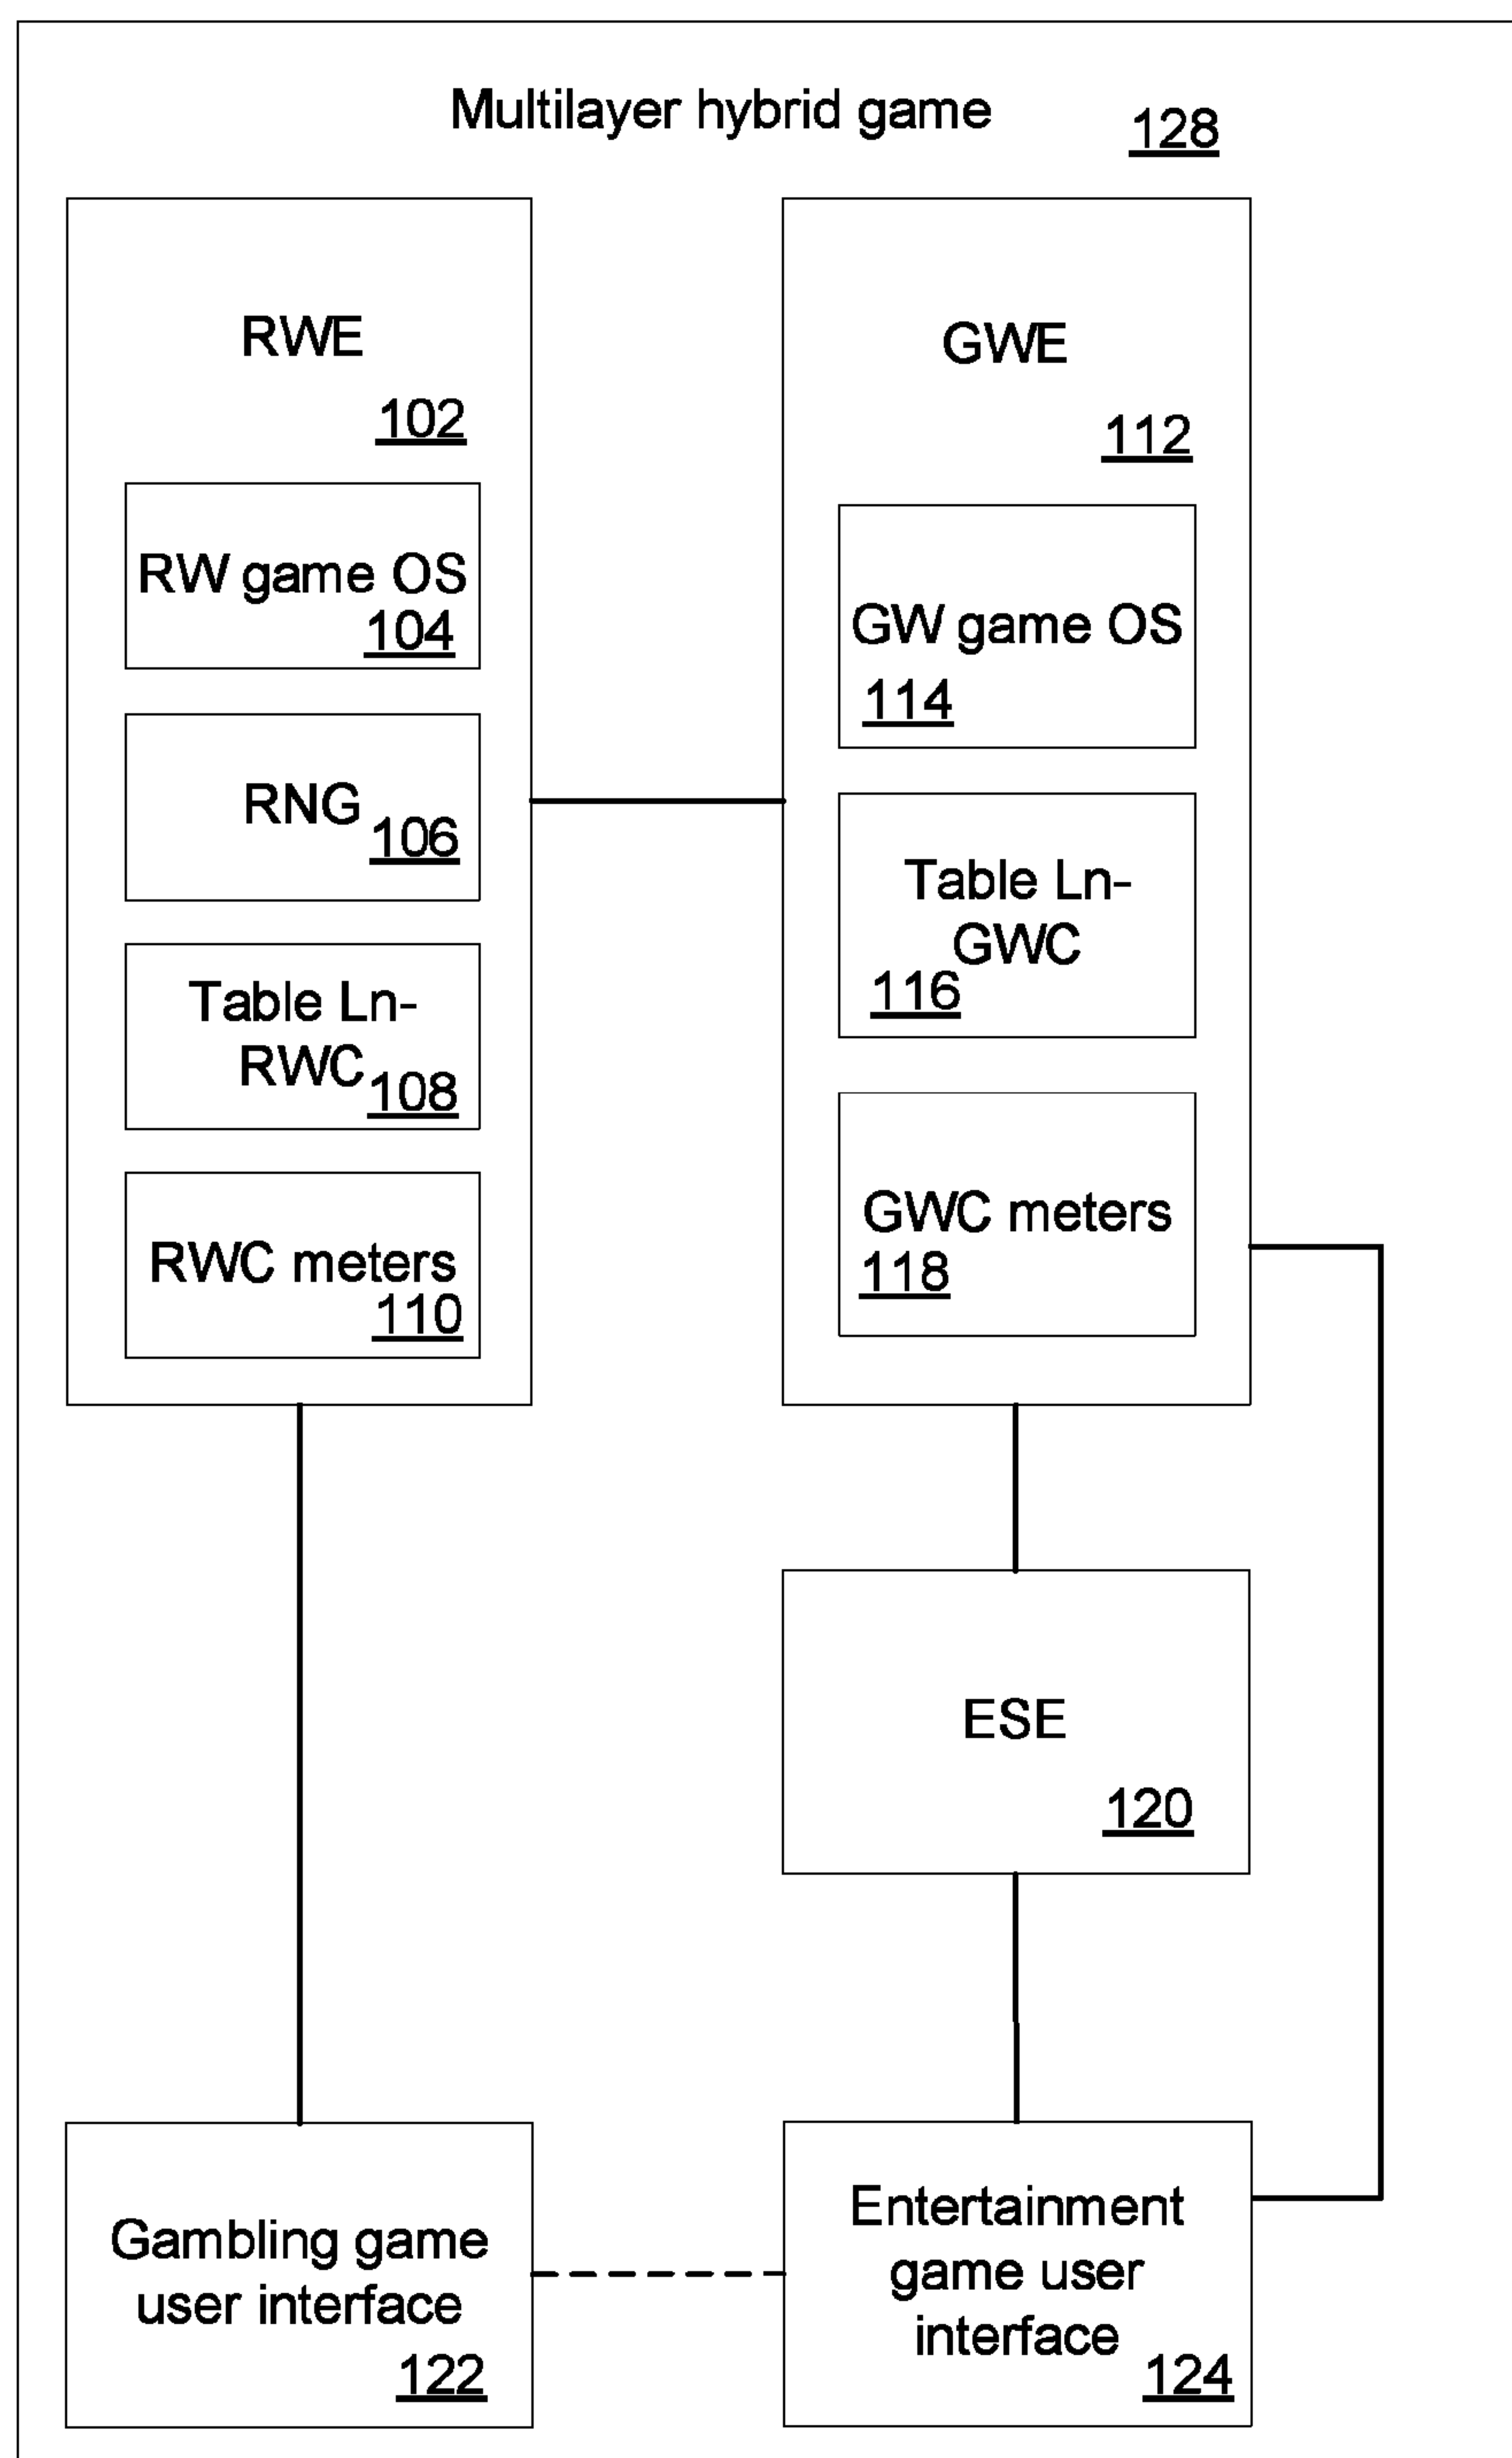 Multilayer hybrid game
128
RWE
102
RW game OS
104
RNG
106
Table Ln-
RWC
108
RWC meters
110
GWE
112
GW game OS
114
Table Ln-
GWC
116
GWC meters
118
ESE
120
Gambling game
user interface
122
Entertainment
game user
interface
124